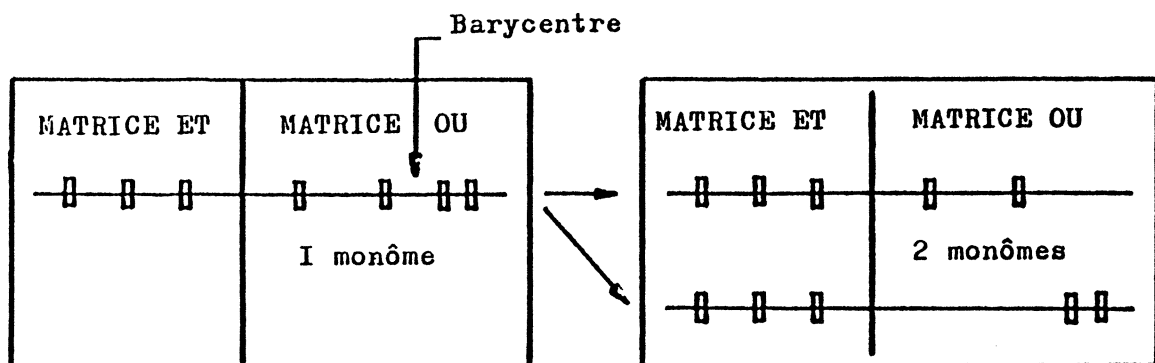 Barycentre
MATRICE ET MATRICE OU
I monôme
MATRICE ET MATRICE OU
2 monômes